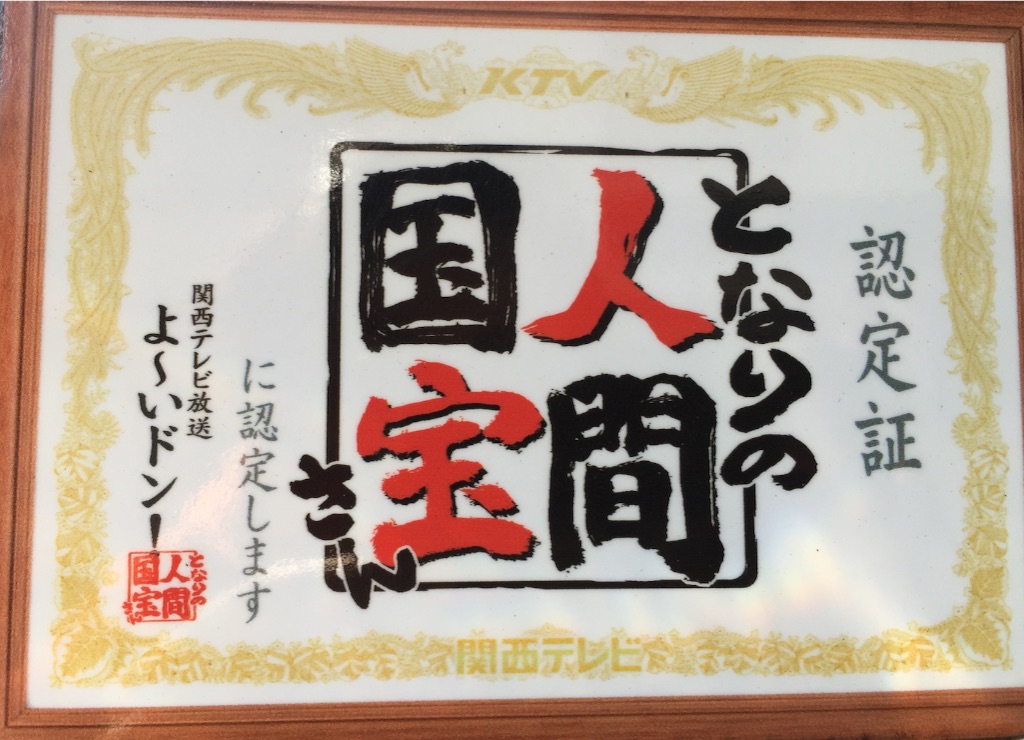 KTV
認定証
となりの
人間
国宝
さん
に認定します
関西テレビ放送
よ〜いドン!
となりの
人間
国宝
さん
関西テレビ